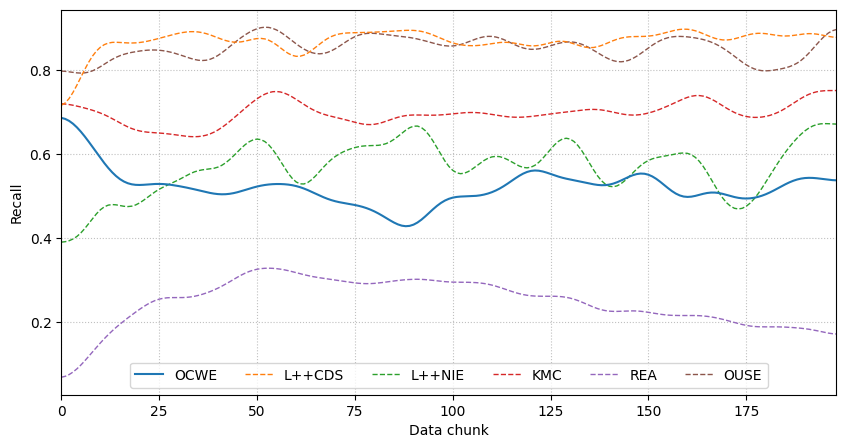 Recall
0.8
0.6
0.4
0.2
OCWE L++CDS L++NIE KMC REA OUSE
0 25 50 75 100 125 150 175
Data chunk